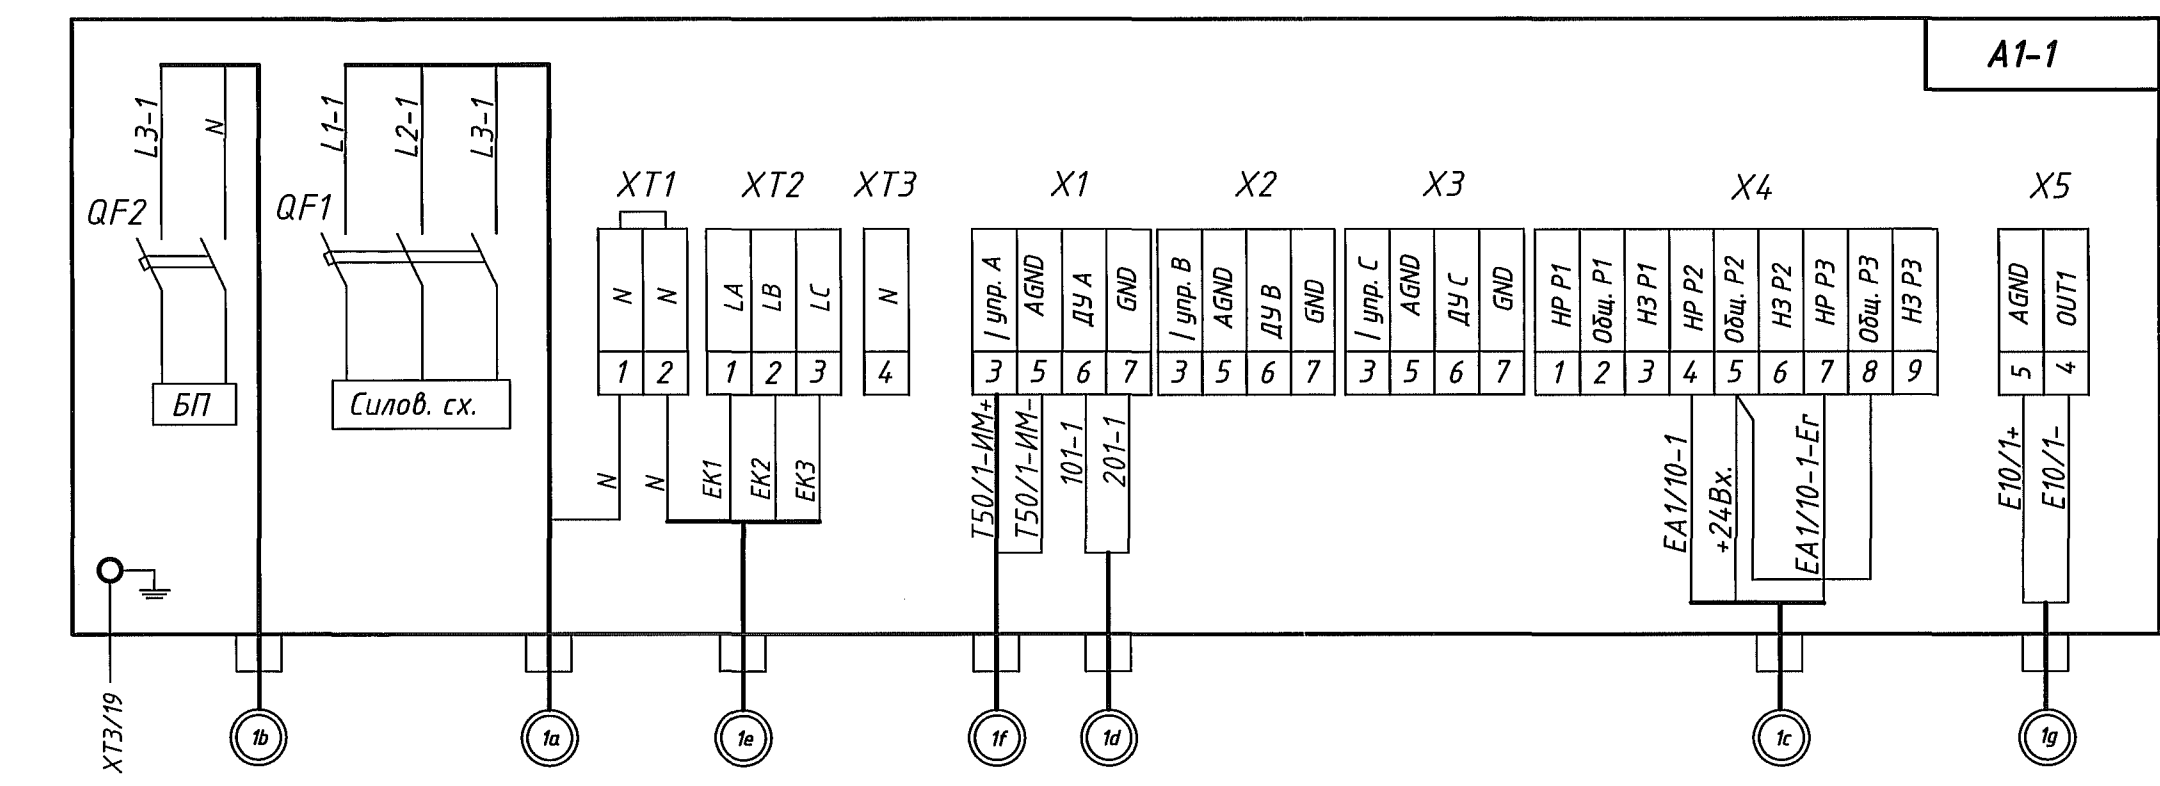 A1-1
L3-1
N
L1-1
L2-1
L3-1
QF2
QF1
БП
Силов. сх.
XT1
N
N
1
2
N
N
XT2
LA
LB
LC
1
2
3
EK1
EK2
EK3
XT3
N
4
X1
I упр. A
AGND
ДУ A
GND
3
5
6
7
T50/1-ИМ+
T50/1-ИМ-
101-1
201-1
X2
I упр. B
AGND
ДУ B
GND
3
5
6
7
X3
I упр. C
AGND
ДУ C
GND
3
5
6
7
X4
НР Р1
Общ. Р1
НЗ Р1
НР Р2
Общ. Р2
НЗ Р2
НР Р3
Общ. Р3
НЗ Р3
1
2
3
4
5
6
7
8
9
EA1/10-1
+24Вх.
EA1/10-1-Er
X5
AGND
OUT1
5
4
E10/1+
E10/1-
XT3/19
1b
1a
1e
1f
1d
1c
1g